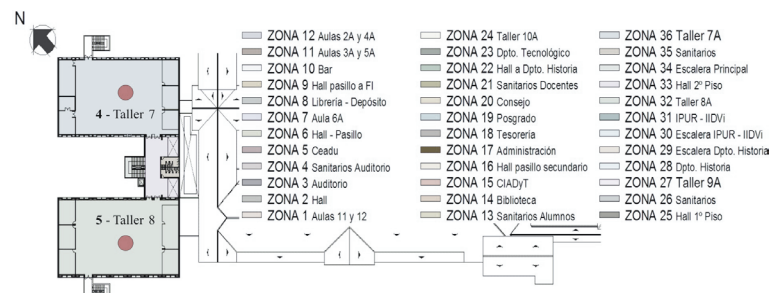 N
4 - Taller 7
5 - Taller 8
ZONA 12 Aulas 2A y 4A
ZONA 11 Aulas 3A y 5A
ZONA 10 Bar
ZONA 9 Hall pasillo a FI
ZONA 8 Librería - Depósito
ZONA 7 Aula 6A
ZONA 6 Hall - Pasillo
ZONA 5 Ceadu
ZONA 4 Sanitarios Auditorio
ZONA 3 Auditorio
ZONA 2 Hall
ZONA 1 Aulas 11 y 12
ZONA 24 Taller 10A
ZONA 23 Dpto. Tecnológico
ZONA 22 Hall a Dpto. Historia
ZONA 21 Sanitarios Docentes
ZONA 20 Consejo
ZONA 19 Posgrado
ZONA 18 Tesoreria
ZONA 17 Administración
ZONA 16 Hall pasillo secundario
ZONA 15 CIADyT
ZONA 14 Biblioteca
ZONA 13 Sanitarios Alumnos
ZONA 36 Taller 7A
ZONA 35 Sanitarios
ZONA 34 Escalera Principal
ZONA 33 Hall 2º Piso
ZONA 32 Taller 8A
ZONA 31 IPUR - IIDVi
ZONA 30 Escalera IPUR - IIDVi
ZONA 29 Escalera Dpto. Historia
ZONA 28 Dpto. Historia
ZONA 27 Taller 9A
ZONA 26 Sanitarios
ZONA 25 Hall 1º Piso